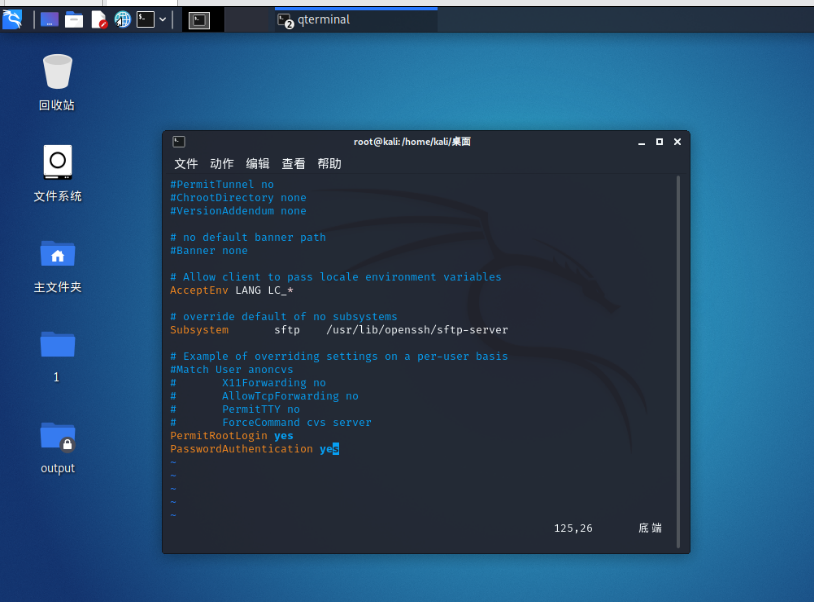 qterminal
2
回收站
文件系统
主文件夹
1
output
root@kali:/home/kali/桌面
文件 动作 编辑 查看 帮助
#PermitTunnel no
#ChrootDirectory none
#VersionAddendum none
# no default banner path
#Banner none
# Allow client to pass locale environment variables
AcceptEnv LANG LC_*
# override default of no subsystems
Subsystem       sftp    /usr/lib/openssh/sftp-server
# Example of overriding settings on a per-user basis
#Match User anoncvs
#       X11Forwarding no
#       AllowTcpForwarding no
#       PermitTTY no
#       ForceCommand cvs server
PermitRootLogin yes
PasswordAuthentication yes
~
~
~
~
~
125,26 底端